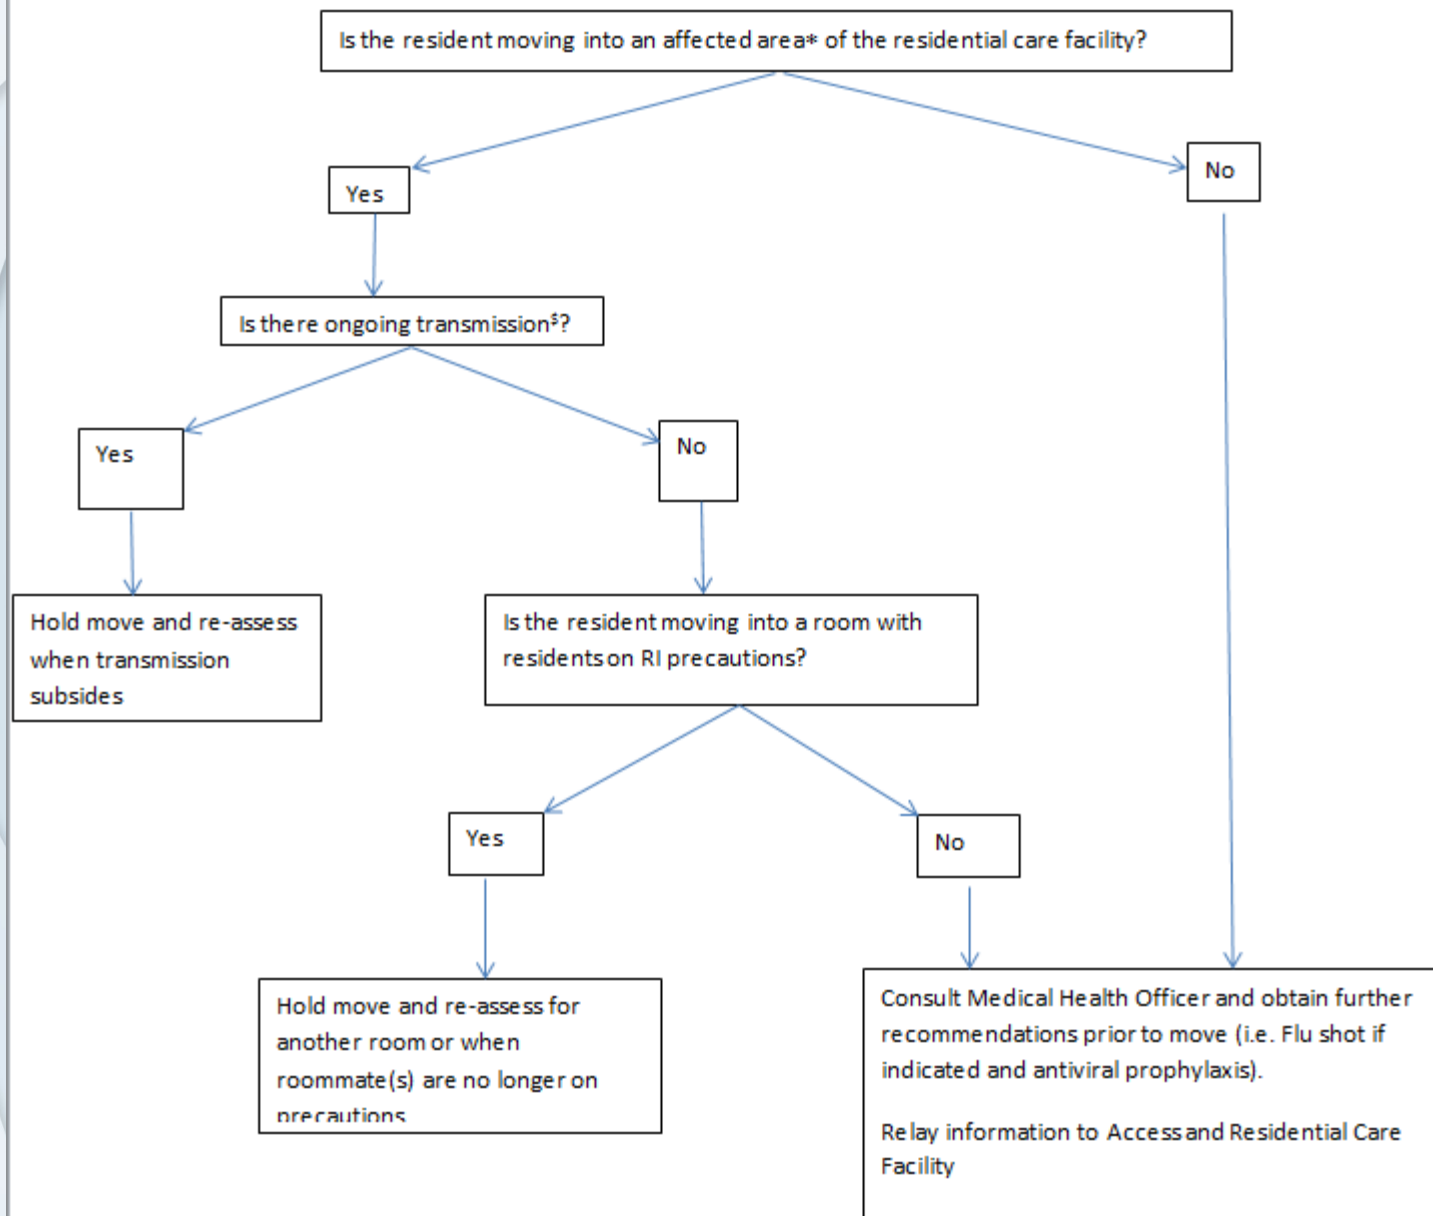 Is the resident moving into an affected area* of the residential care facility?
Yes
No
Is there ongoing transmission$?
Yes
No
Hold move and re-assess
when transmission
subsides
Is the resident moving into a room with
residents on RI precautions?
Yes
No
Hold move and re-assess for
another room or when
roommate(s) are no longer on
precautions
Consult Medical Health Officer and obtain further
recommendations prior to move (i.e. Flu shot if
indicated and antiviral prophylaxis).
Relay information to Access and Residential Care
Facility